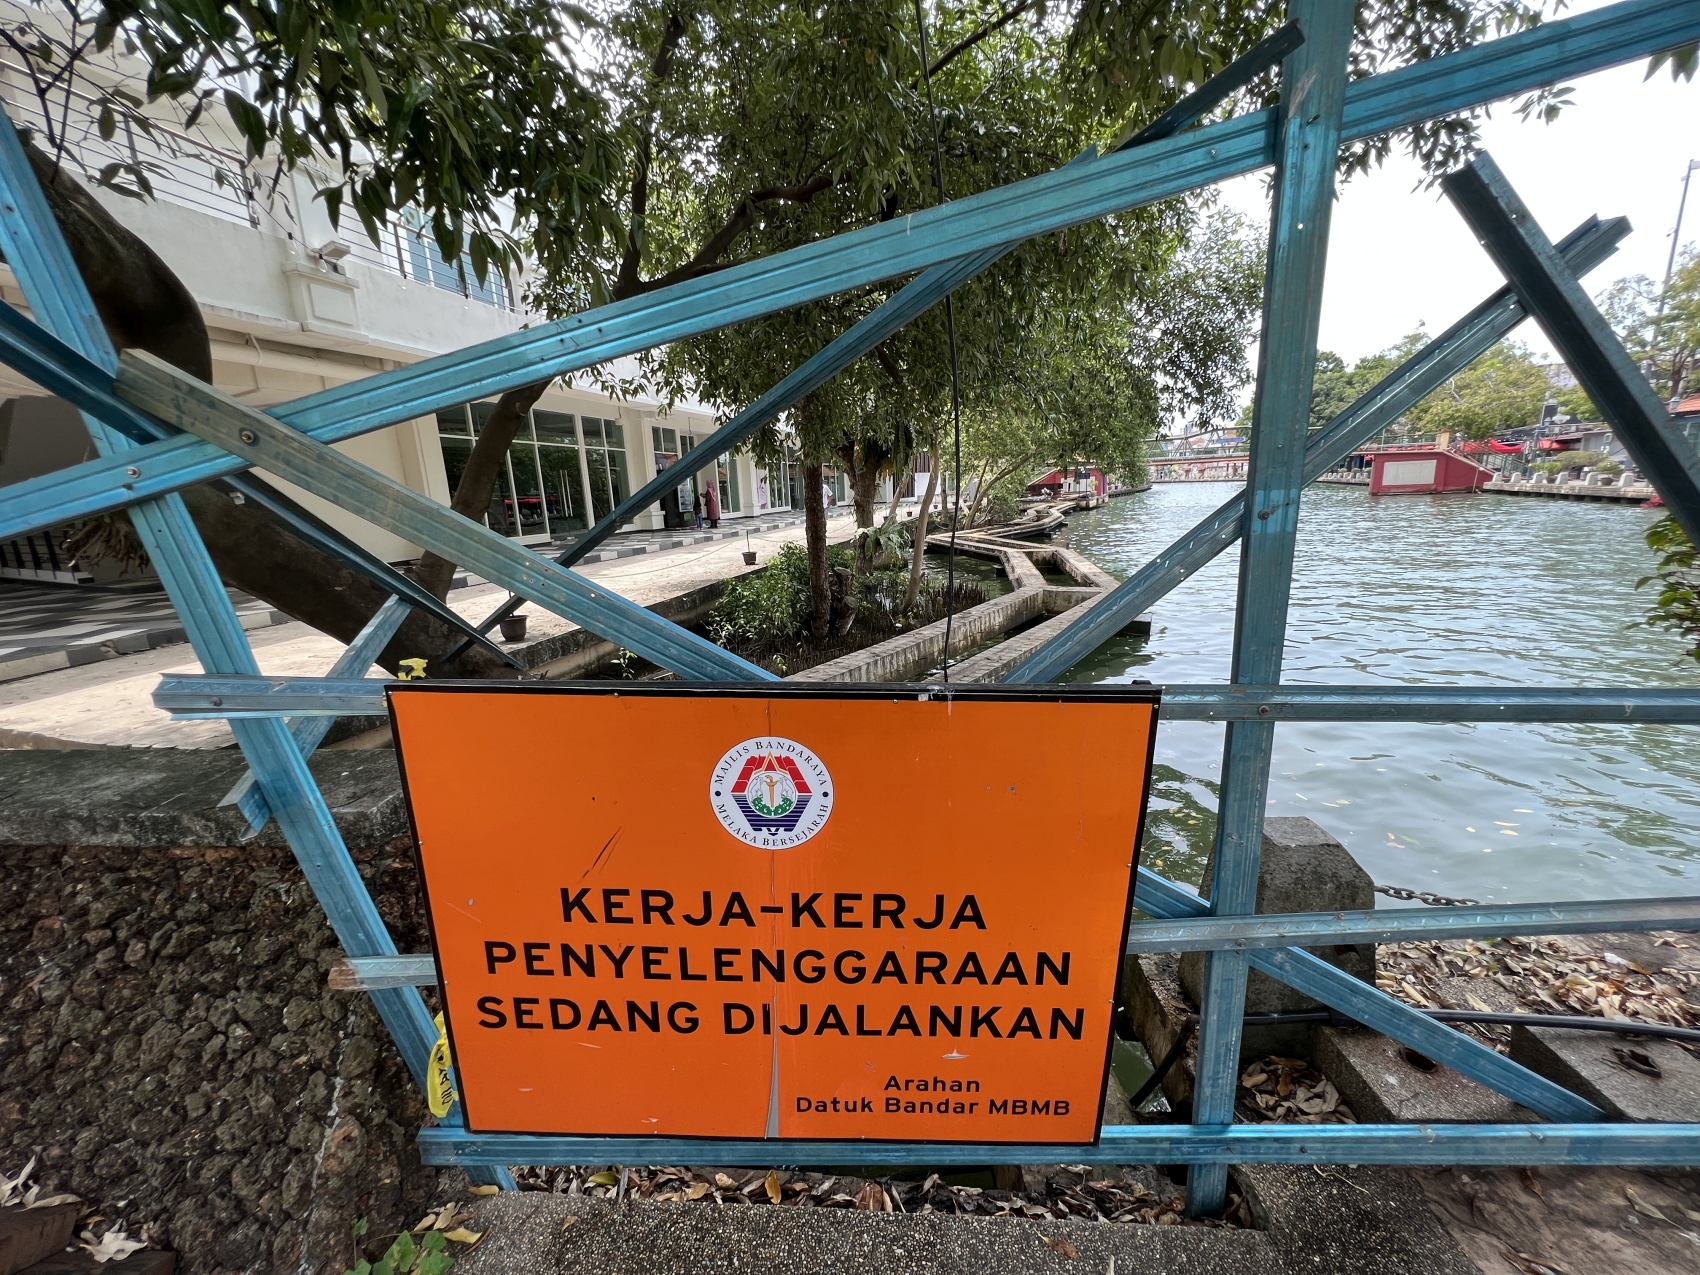 MAJLIS BANDARAYA
MELAKA BERSEJARAH
KERJA-KERJA
PENYELENGGARAAN
SEDANG DIJALANKAN
Arahan
Datuk Bandar MBMB